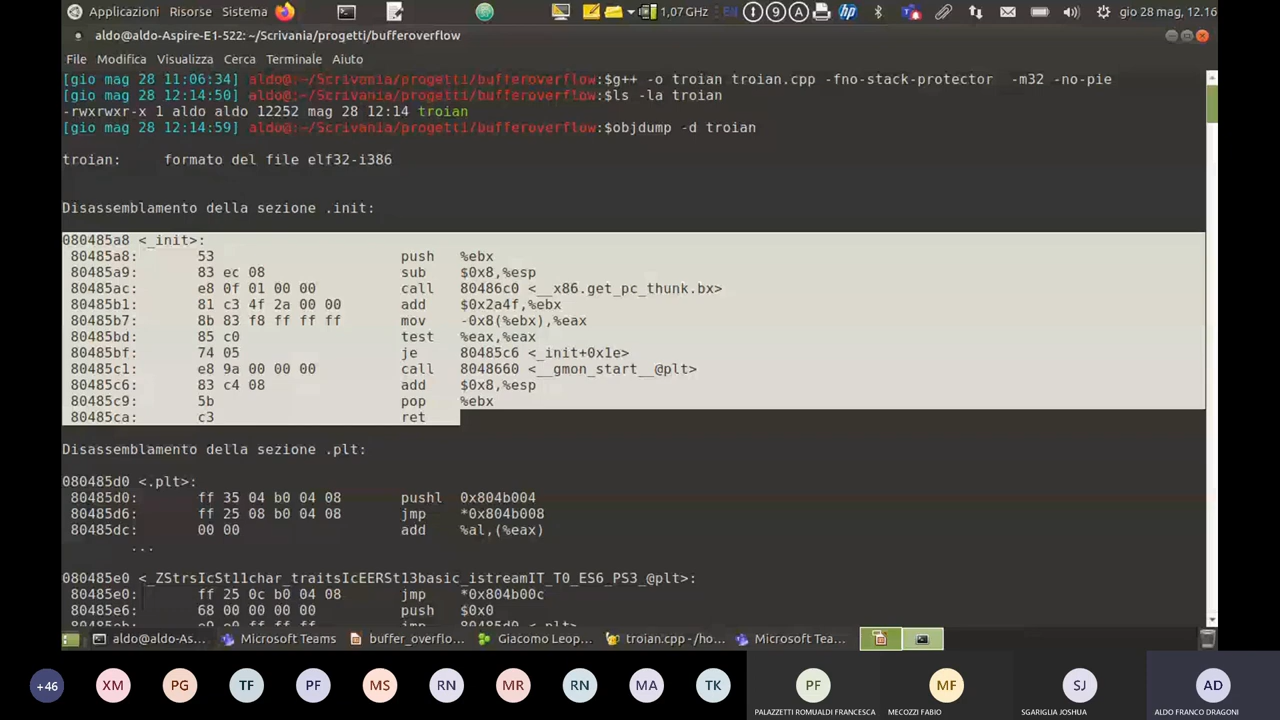 Applicazioni Risorse Sistema 1,07 GHz EN gio 28 mag, 12.16
aldo@aldo-Aspire-E1-522: ~/Scrivania/progetti/bufferoverflow
File Modifica Visualizza Cerca Terminale Aiuto
[gio mag 28 11:06:34] aldo@:~/Scrivania/progetti/bufferoverflow:$g++ -o troian troian.cpp -fno-stack-protector -m32 -no-pie
[gio mag 28 12:14:50] aldo@:~/Scrivania/progetti/bufferoverflow:$ls -la troian
-rwxrwxr-x 1 aldo aldo 12252 mag 28 12:14 troian
[gio mag 28 12:14:59] aldo@:~/Scrivania/progetti/bufferoverflow:$objdump -d troian
troian: formato del file elf32-i386
Disassemblamento della sezione .init:
080485a8 <_init>:
80485a8: 53 push %ebx
80485a9: 83 ec 08 sub $0x8,%esp
80485ac: e8 0f 01 00 00 call 80486c0 <__x86.get_pc_thunk.bx>
80485b1: 81 c3 4f 2a 00 00 add $0x2a4f,%ebx
80485b7: 8b 83 f8 ff ff ff mov -0x8(%ebx),%eax
80485bd: 85 c0 test %eax,%eax
80485bf: 74 05 je 80485c6 <_init+0x1e>
80485c1: e8 9a 00 00 00 call 8048660 <__gmon_start__@plt>
80485c6: 83 c4 08 add $0x8,%esp
80485c9: 5b pop %ebx
80485ca: c3 ret
Disassemblamento della sezione .plt:
080485d0 <.plt>:
80485d0: ff 35 04 b0 04 08 pushl 0x804b004
80485d6: ff 25 08 b0 04 08 jmp *0x804b008
80485dc: 00 00 add %al,(%eax)
...
080485e0 <_ZStrsIcSt11char_traitsIcEERSt13basic_istreamIT_T0_ES6_PS3_@plt>:
80485e0: ff 25 0c b0 04 08 jmp *0x804b00c
80485e6: 68 00 00 00 00 push $0x0
80485eb: e9 e0 ff ff ff jmp 80485d0 <.plt>
aldo@aldo-As... Microsoft Teams buffer_overflo... Giacomo Leop... troian.cpp - /ho... Microsoft Tea...
+46 XM PG TF PF MS RN MR RN MA TK PF MF SJ AD
PALAZZETTI ROMUALDI FRANCESCA MECOZZI FABIO SGARIGLIA JOSHUA ALDO FRANCO DRAGONI